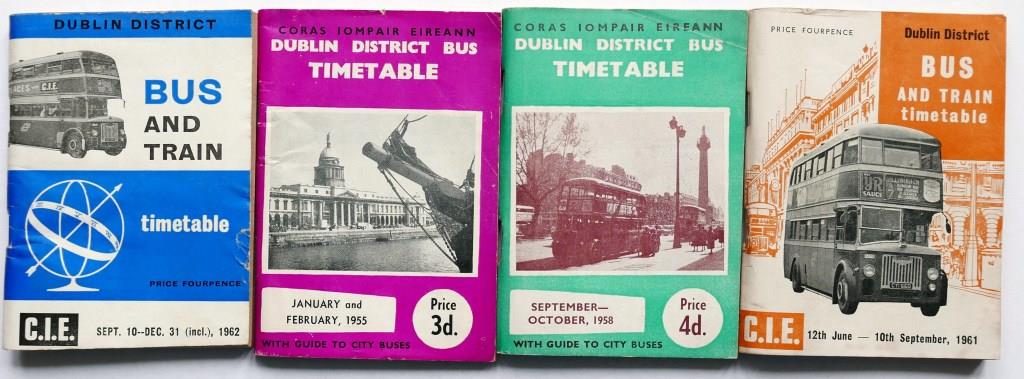 DUBLIN DISTRICT
PLACES
C.I.E.
BUS
AND
TRAIN
timetable
PRICE FOURPENCE
C.I.E. SEPT. 10--DEC. 31 (incl.), 1962
CORAS IOMPAIR EIREANN
DUBLIN DISTRICT BUS
TIMETABLE
JANUARY and
FEBRUARY, 1955
Price
3d.
WITH GUIDE TO CITY BUSES
CORAS IOMPAIR EIREANN
DUBLIN DISTRICT BUS
TIMETABLE
SEPTEMBER—
OCTOBER, 1958
Price
4d.
WITH GUIDE TO CITY BUSES
PRICE FOURPENCE
Dublin District
BUS
AND TRAIN
timetable
YR
SAUCE
C.I.E. 12th June — 10th September, 1961